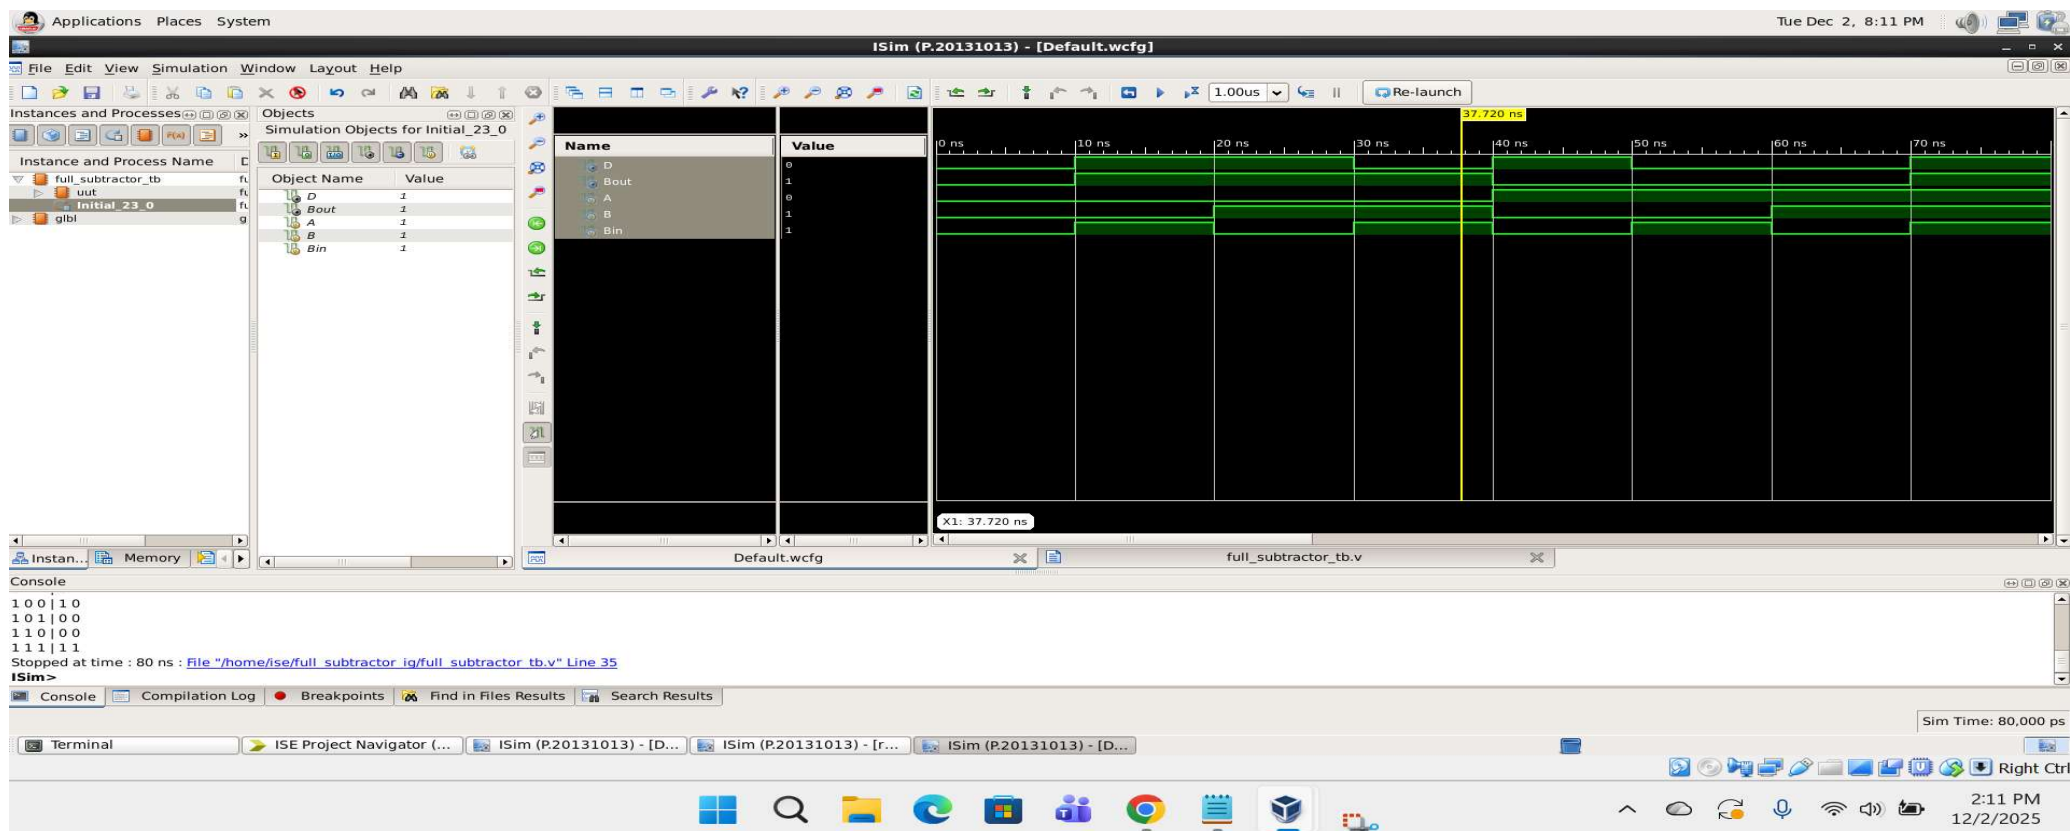 Applications Places System
Tue Dec 2, 8:11 PM
ISim (P.20131013) - [Default.wcfg]
File Edit View Simulation Window Layout Help
1.00us
Re-launch
Instances and Processes
Instance and Process Name D
full_subtractor_tb fu
uut fu
Initial_23_0 fu
glbl g
Instan... Memory
Objects
Simulation Objects for Initial_23_0
Object Name Value
D 1
Bout 1
A 1
B 1
Bin 1
Name Value
D 0
Bout 1
A 0
B 1
Bin 1
37.720 ns
0 ns 10 ns 20 ns 30 ns 40 ns 50 ns 60 ns 70 ns
X1: 37.720 ns
Default.wcfg full_subtractor_tb.v
Console
1 0 0 | 1 0
1 0 1 | 0 0
1 1 0 | 0 0
1 1 1 | 1 1
Stopped at time : 80 ns : File "/home/ise/full_subtractor_ig/full_subtractor_tb.v" Line 35
ISim>
Console Compilation Log Breakpoints Find in Files Results Search Results
Sim Time: 80,000 ps
Terminal ISE Project Navigator (... ISim (P.20131013) - [D... ISim (P.20131013) - [r... ISim (P.20131013) - [D...
Right Ctrl
2:11 PM
12/2/2025